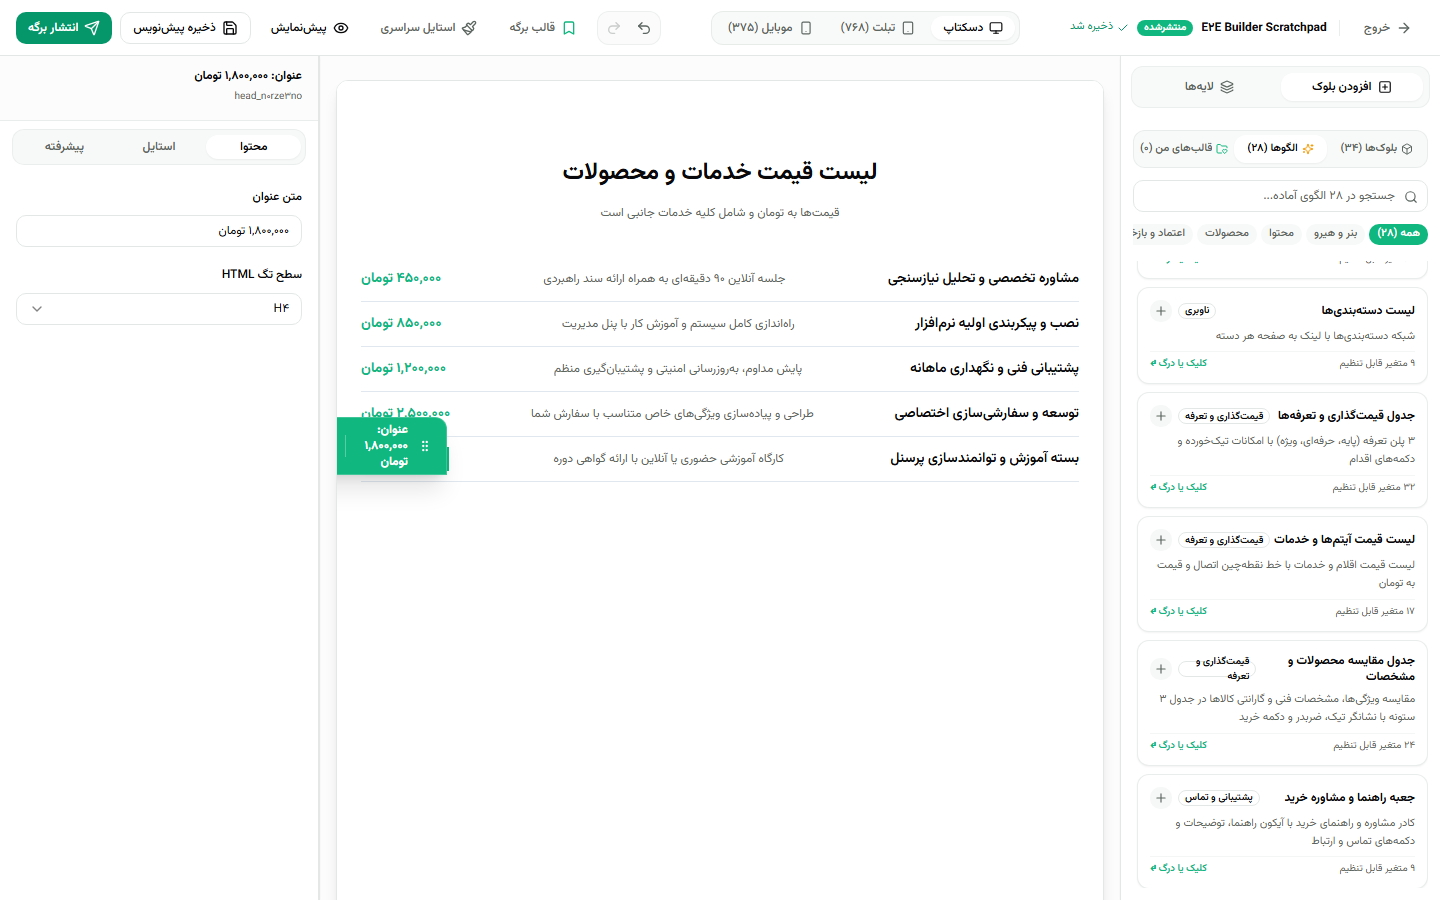 خروج
E۲E Builder Scratchpad
منتشرشده
ذخیره شد
دسکتاپ
تبلت (۷۶۸)
موبایل (۳۷۵)
قالب برگه
استایل سراسری
پیش‌نمایش
ذخیره پیش‌نویس
انتشار برگه
افزودن بلوک
لایه‌ها
بلوک‌ها (۳۴)
الگوها (۲۸)
قالب‌های من (۰)
جستجو در ۲۸ الگوی آماده...
همه (۲۸)
بنر و هیرو
محتوا
محصولات
اعتماد و بازخ
لیست دسته‌بندی‌ها
ناوبری
شبکه دسته‌بندی‌ها با لینک به صفحه هر دسته
۹ متغیر قابل تنظیم
کلیک یا درگ
جدول قیمت‌گذاری و تعرفه‌ها
قیمت‌گذاری و تعرفه
۳ پلن تعرفه (پایه، حرفه‌ای، ویژه) با امکانات تیک‌خورده و
دکمه‌های اقدام
۳۲ متغیر قابل تنظیم
کلیک یا درگ
لیست قیمت آیتم‌ها و خدمات
قیمت‌گذاری و تعرفه
لیست قیمت اقلام و خدمات با خط نقطه‌چین اتصال و قیمت
به تومان
۱۷ متغیر قابل تنظیم
کلیک یا درگ
جدول مقایسه محصولات و
مشخصات
قیمت‌گذاری و
تعرفه
مقایسه ویژگی‌ها، مشخصات فنی و گارانتی کالاها در جدول ۳
ستونه با نشانگر تیک، ضربدر و دکمه خرید
۲۴ متغیر قابل تنظیم
کلیک یا درگ
جعبه راهنما و مشاوره خرید
پشتیبانی و تماس
کادر مشاوره و راهنمای خرید با آیکون راهنما، توضیحات و
دکمه‌های تماس و ارتباط
۹ متغیر قابل تنظیم
کلیک یا درگ
لیست قیمت خدمات و محصولات
قیمت‌ها به تومان و شامل کلیه خدمات جانبی است
مشاوره تخصصی و تحلیل نیازسنجی
جلسه آنلاین ۹۰ دقیقه‌ای به همراه ارائه سند راهبردی
۴۵۰,۰۰۰ تومان
نصب و پیکربندی اولیه نرم‌افزار
راه‌اندازی کامل سیستم و آموزش کار با پنل مدیریت
۸۵۰,۰۰۰ تومان
پشتیبانی فنی و نگهداری ماهانه
پایش مداوم، به‌روزرسانی امنیتی و پشتیبان‌گیری منظم
۱,۲۰۰,۰۰۰ تومان
توسعه و سفارشی‌سازی اختصاصی
طراحی و پیاده‌سازی ویژگی‌های خاص متناسب با سفارش شما
۲,۵۰۰,۰۰۰ تومان
بسته آموزش و توانمندسازی پرسنل
کارگاه آموزشی حضوری یا آنلاین با ارائه گواهی دوره
عنوان:
۱,۸۰۰,۰۰۰
تومان
عنوان: ۱,۸۰۰,۰۰۰ تومان
head_n۰rze۳no
محتوا
استایل
پیشرفته
متن عنوان
۱,۸۰۰,۰۰۰ تومان
سطح تگ HTML
H۴